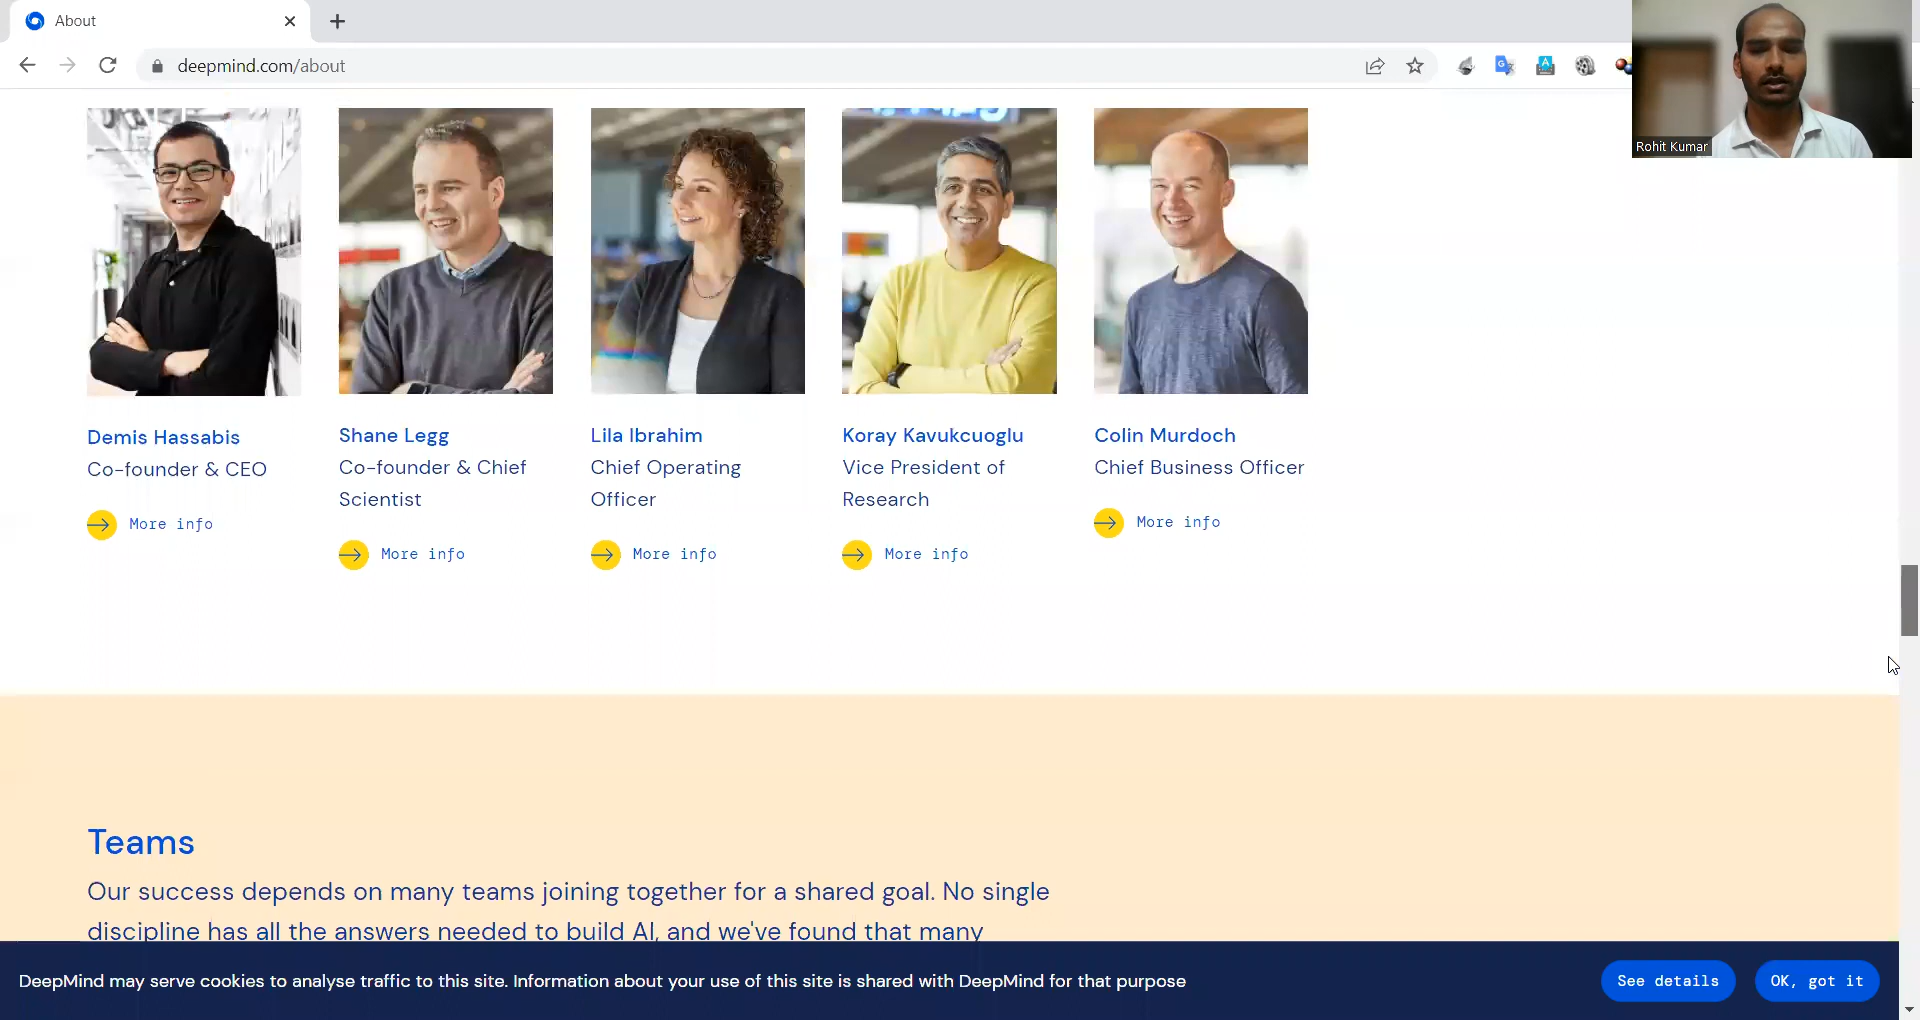 About
deepmind.com/about
Rohit Kumar
Demis Hassabis
Co-founder & CEO
More info
Shane Legg
Co-founder & Chief
Scientist
More info
Lila Ibrahim
Chief Operating
Officer
More info
Koray Kavukcuoglu
Vice President of
Research
More info
Colin Murdoch
Chief Business Officer
More info
Teams
Our success depends on many teams joining together for a shared goal. No single
discipline has all the answers needed to build AI, and we've found that many
DeepMind may serve cookies to analyse traffic to this site. Information about your use of this site is shared with DeepMind for that purpose
See details
OK, got it